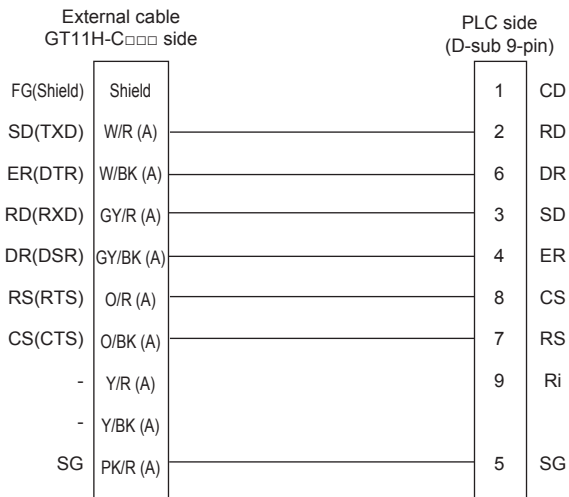 External cable
GT11H-C□□□ side
PLC side
(D-sub 9-pin)
FG(Shield) Shield 1 CD
SD(TXD) W/R (A) 2 RD
ER(DTR) W/BK (A) 6 DR
RD(RXD) GY/R (A) 3 SD
DR(DSR) GY/BK (A) 4 ER
RS(RTS) O/R (A) 8 CS
CS(CTS) O/BK (A) 7 RS
- Y/R (A) 9 Ri
- Y/BK (A)
SG PK/R (A) 5 SG